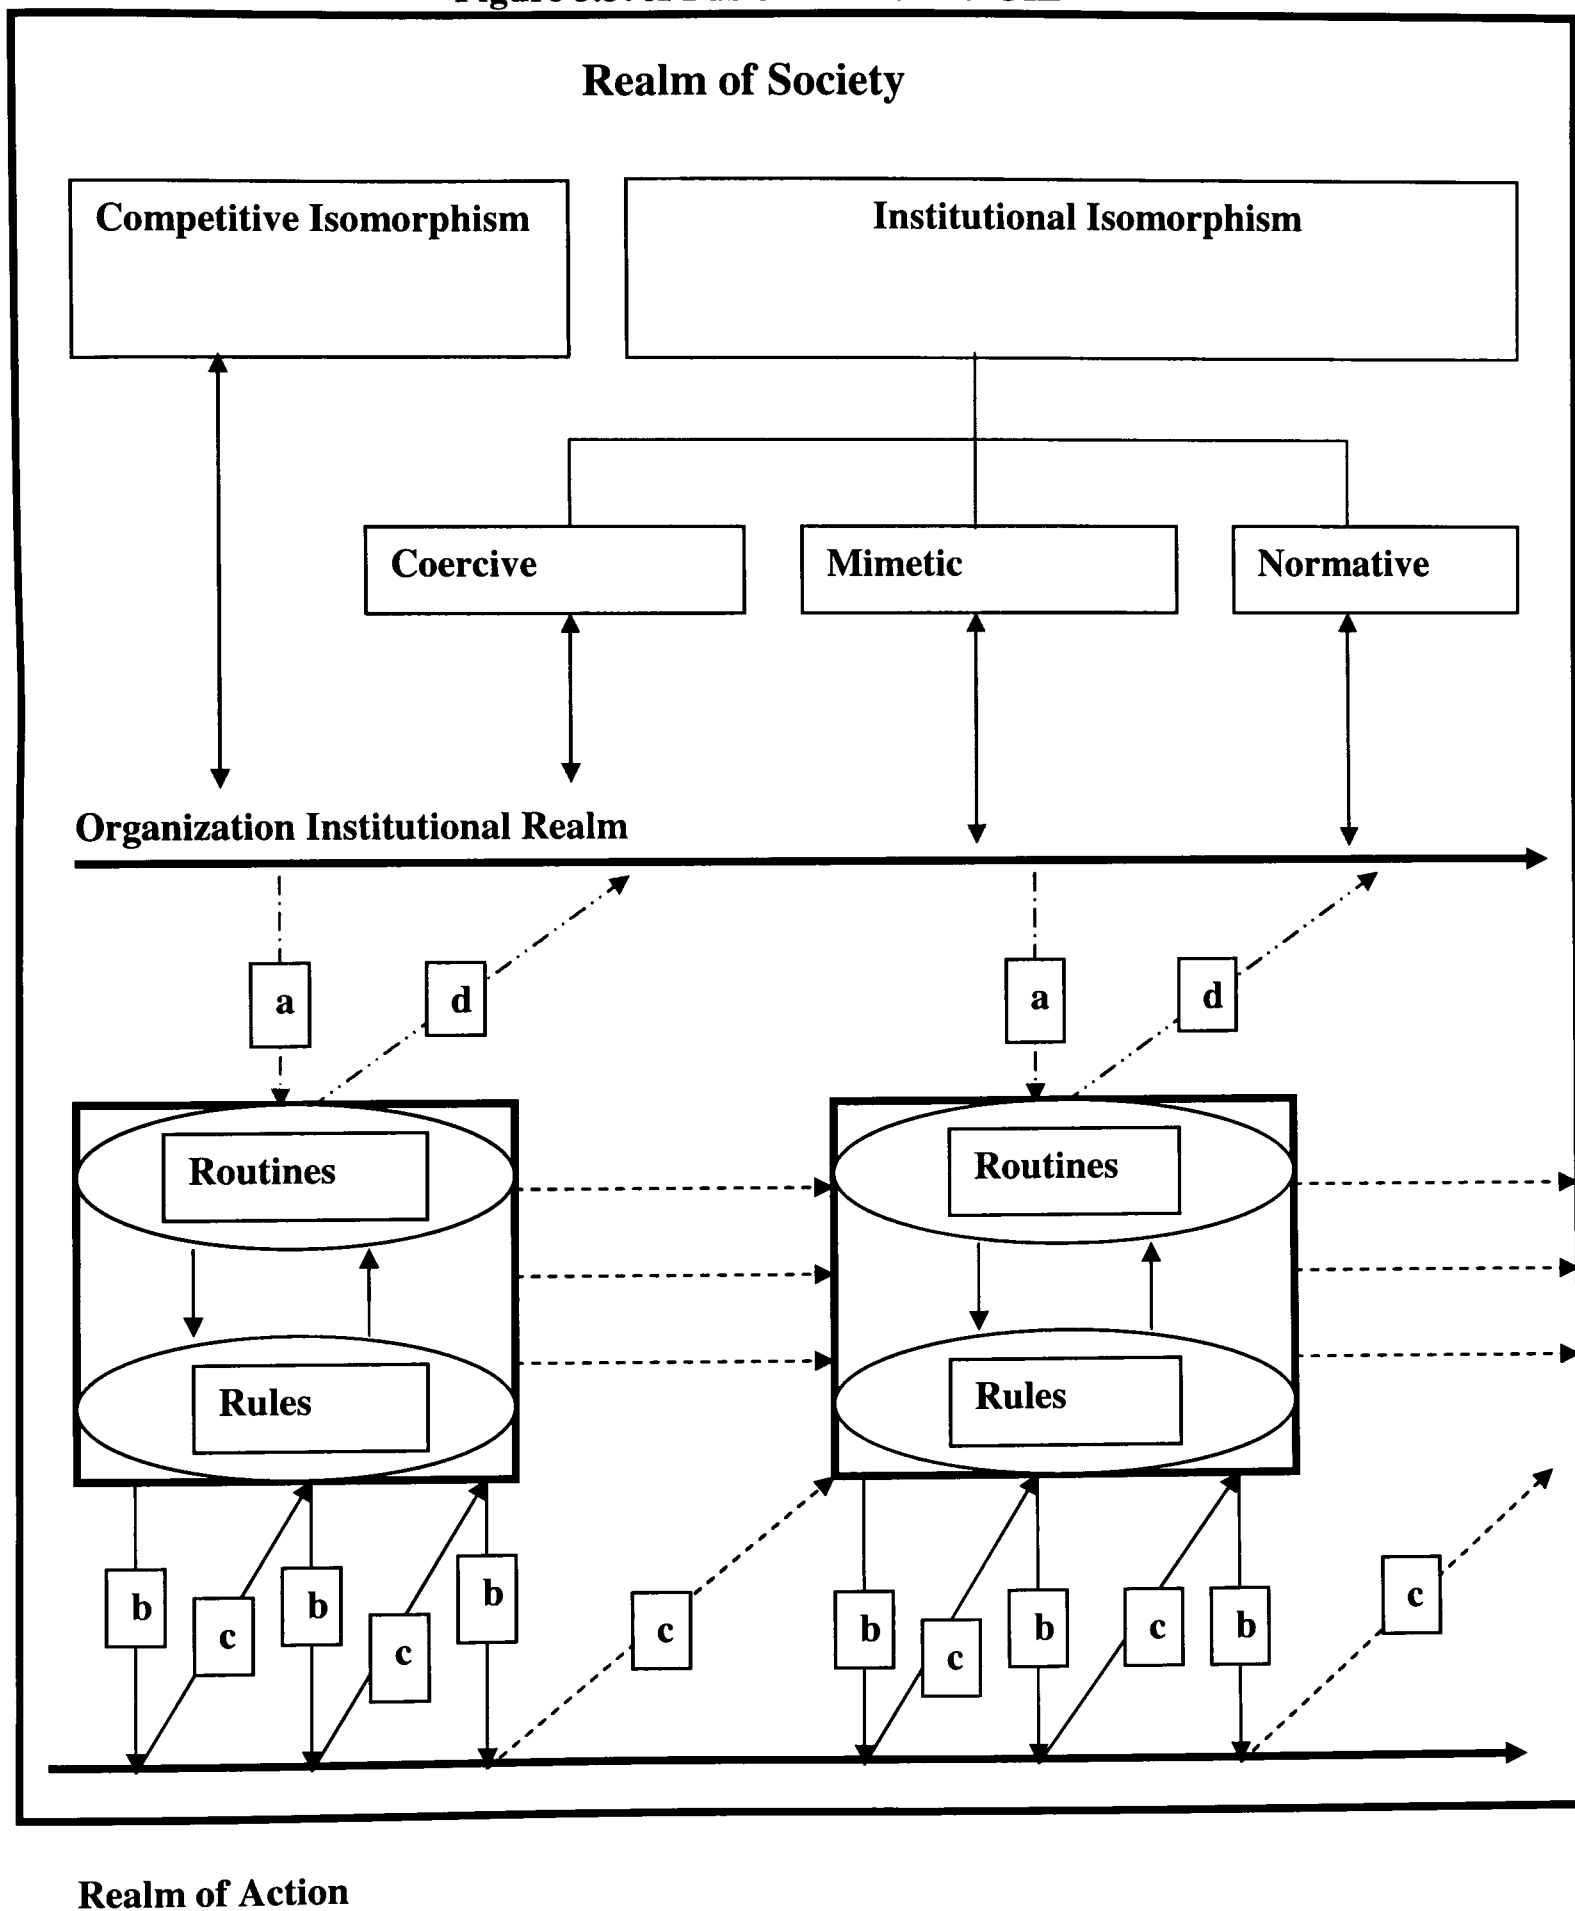 Realm of Society
Competitive Isomorphism
Institutional Isomorphism
Coercive
Mimetic
Normative
Organization Institutional Realm
a
d
a
d
Routines
Routines
Rules
Rules
b
c
b
c
b
c
b
c
b
c
b
c
Realm of Action